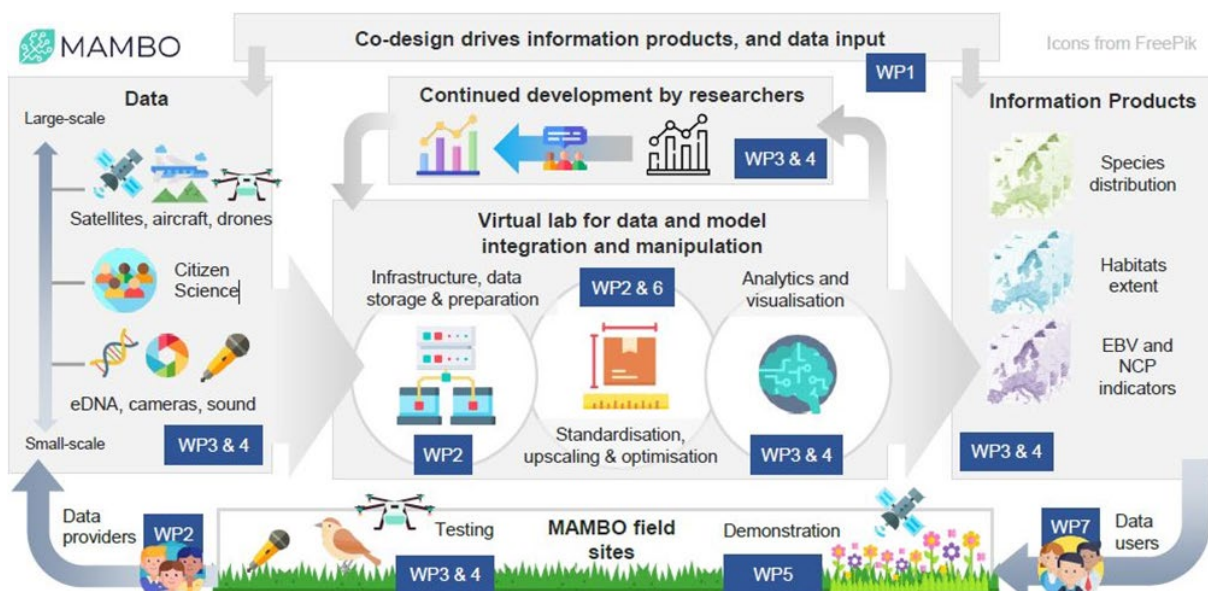 MAMBO
Co-design drives information products, and data input
Icons from FreePik
WP1
Data
Large-scale
Satellites, aircraft, drones
Citizen
Science
eDNA, cameras, sound
Small-scale
WP3 & 4
Continued development by researchers
WP3 & 4
Virtual lab for data and model
integration and manipulation
Infrastructure, data
storage & preparation
WP2
WP2 & 6
Standardisation,
upscaling & optimisation
Analytics and
visualisation
WP3 & 4
Information Products
Species
distribution
Habitats
extent
EBV and
NCP
indicators
WP3 & 4
Data
providers
WP2
Testing
WP3 & 4
MAMBO field
sites
Demonstration
WP5
WP7
Data
users